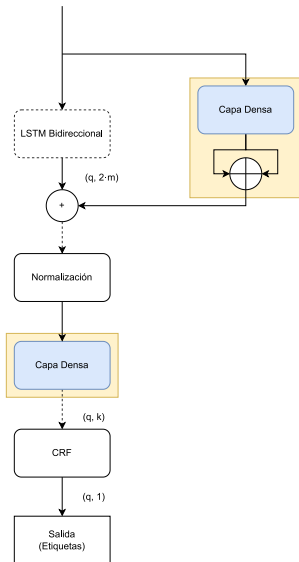 Capa Densa
LSTM Bidireccional
(q, 2·m)
+
Normalización
Capa Densa
(q, k)
CRF
(q, 1)
Salida
(Etiquetas)